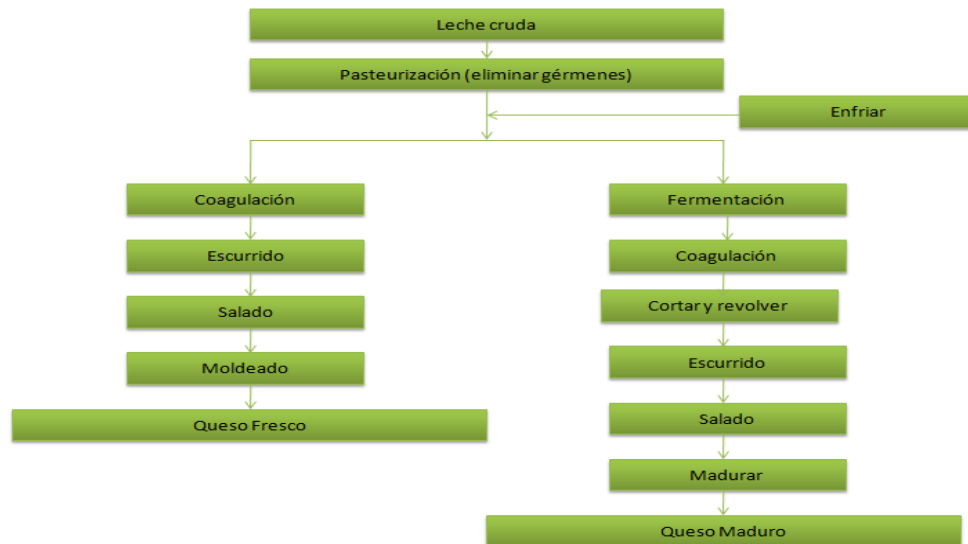 Leche cruda
Pasteurización (eliminar gérmenes)
Enfriar
Coagulación
Escurrido
Salado
Moldeado
Queso Fresco
Fermentación
Coagulación
Cortar y revolver
Escurrido
Salado
Madurar
Queso Maduro